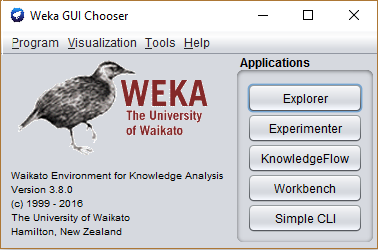 Weka GUI Chooser
Program Visualization Tools Help
WEKA
The University
of Waikato
Waikato Environment for Knowledge Analysis
Version 3.8.0
(c) 1999 - 2016
The University of Waikato
Hamilton, New Zealand
Applications
Explorer
Experimenter
KnowledgeFlow
Workbench
Simple CLI